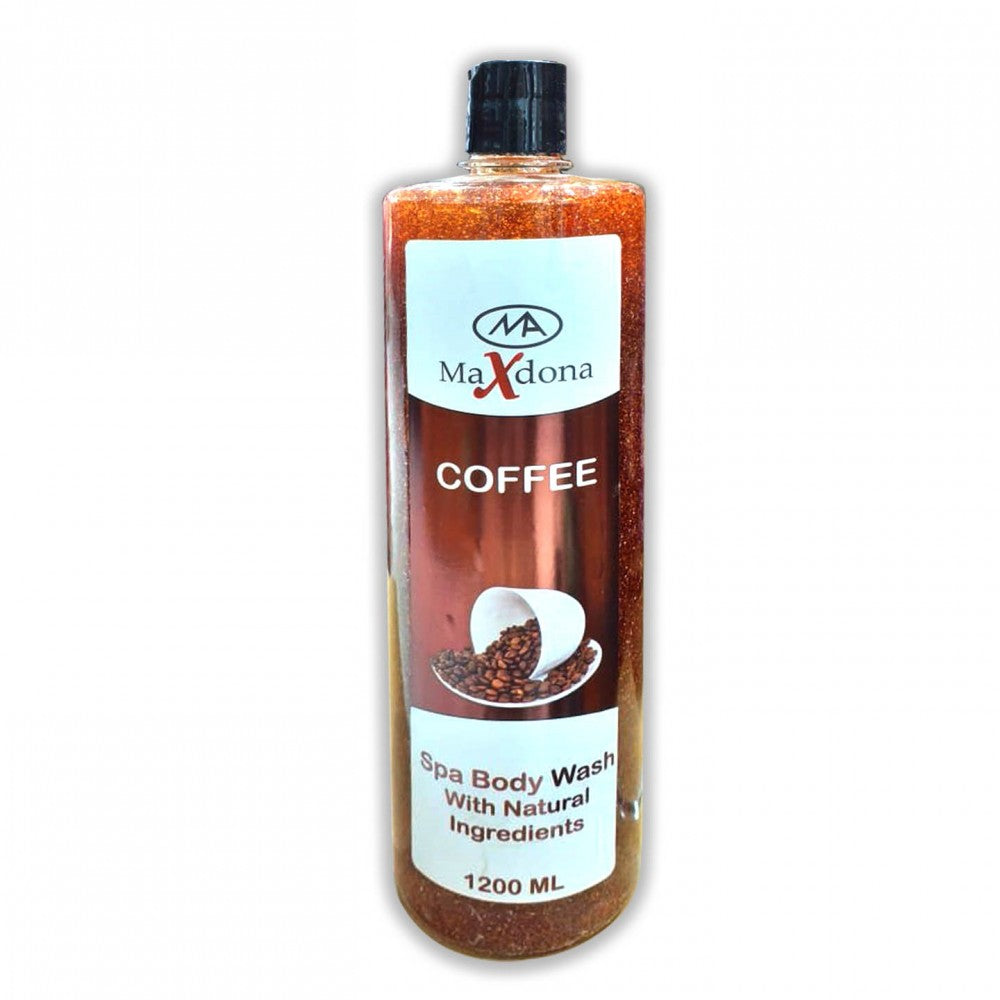 MA
MaXdona
COFFEE
Spa Body Wash
With Natural
Ingredients
1200 ML